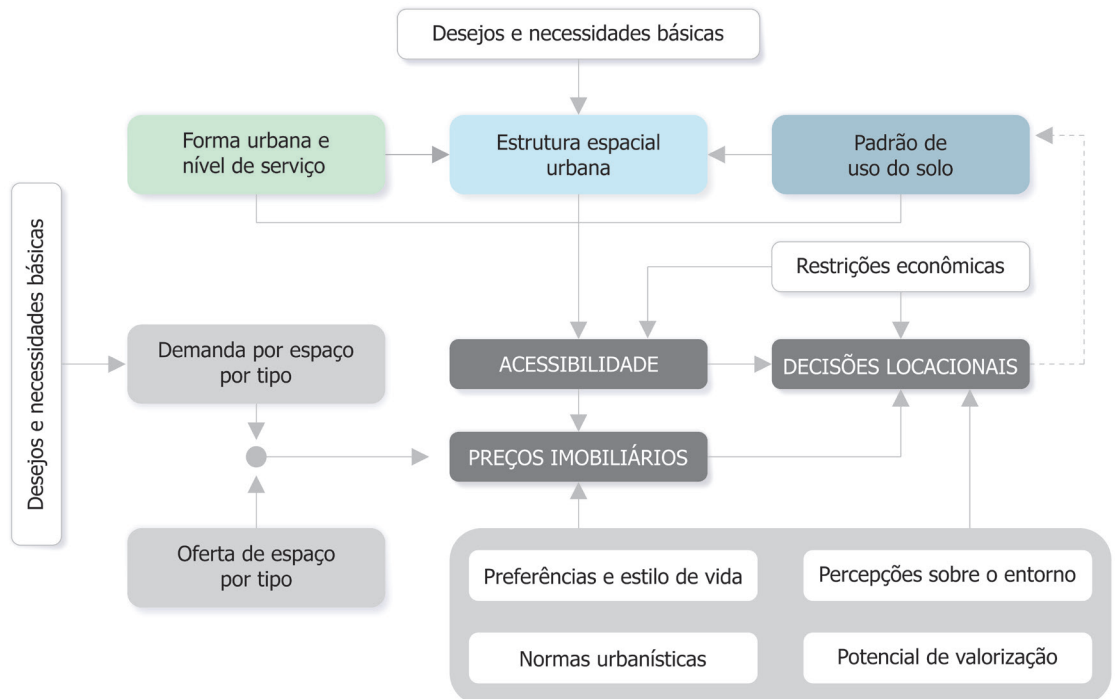 Desejos e necessidades básicas
Forma urbana e
nível de serviço
Estrutura espacial
urbana
Padrão de
uso do solo
Desejos e necessidades básicas
Restrições econômicas
Demanda por espaço
por tipo
ACESSIBILIDADE
DECISÕES LOCACIONAIS
PREÇOS IMOBILIÁRIOS
Oferta de espaço
por tipo
Preferências e estilo de vida
Percepções sobre o entorno
Normas urbanísticas
Potencial de valorização